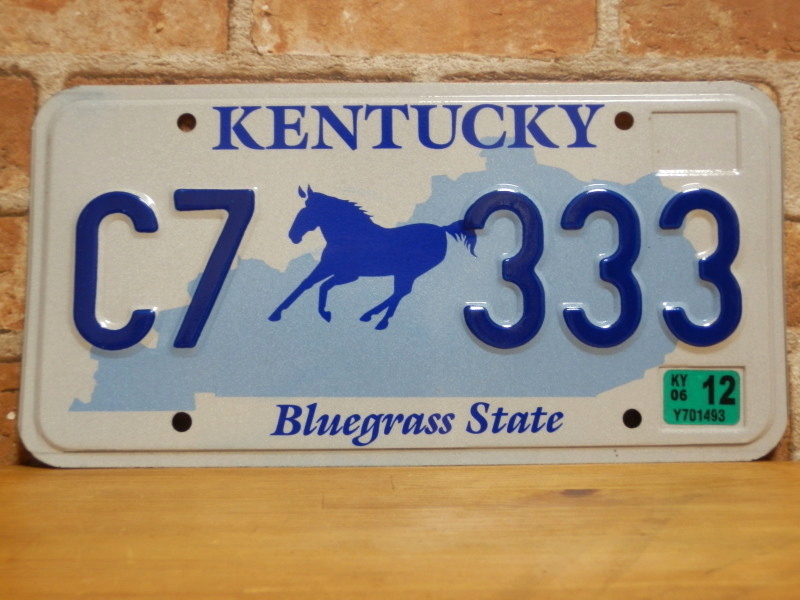 KENTUCKY
C7 333
KY 06 12
Y701493
Bluegrass State